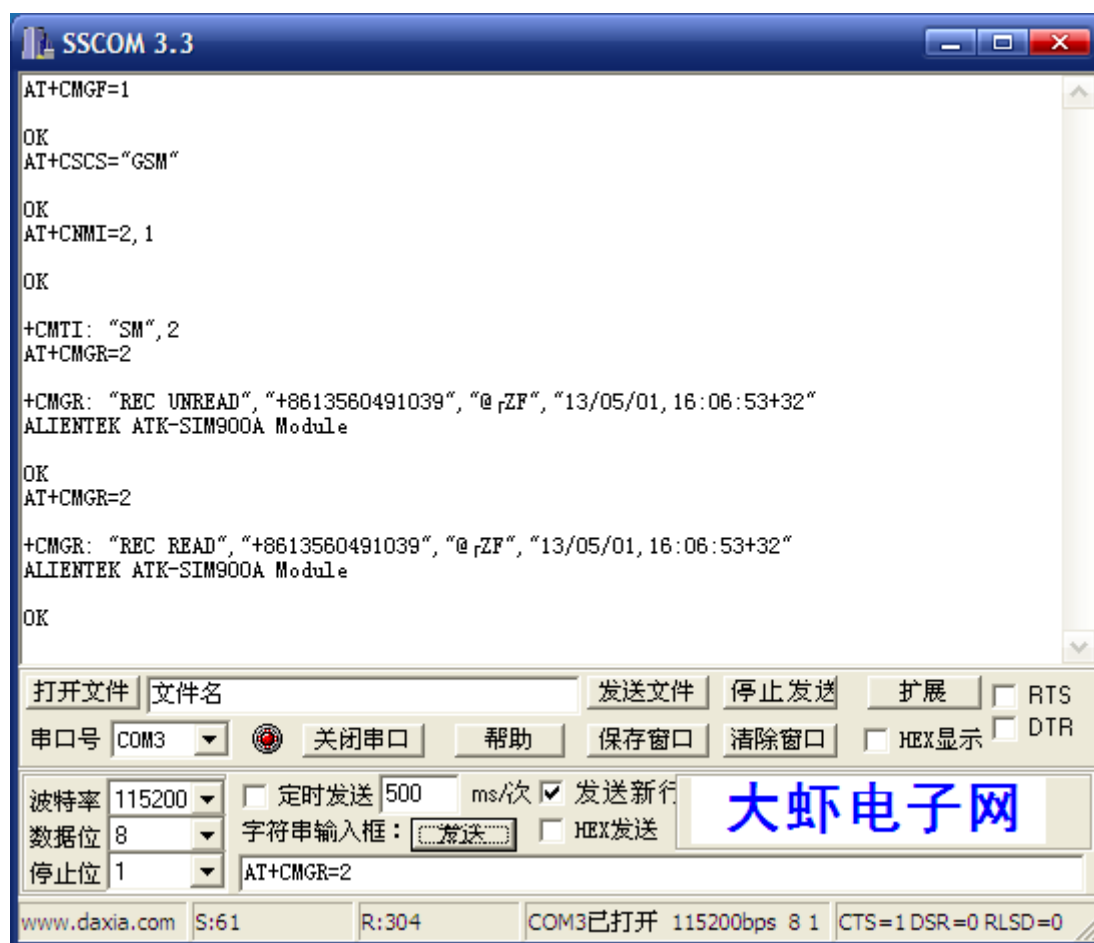 SSCOM 3.3
AT+CMGF=1
OK
AT+CSCS="GSM"
OK
AT+CNMI=2,1
OK
+CMTI: "SM",2
AT+CMGR=2
+CMGR: "REC UNREAD","+8613560491039","@┌ZF","13/05/01,16:06:53+32"
ALIENTEK ATK-SIM900A Module
OK
AT+CMGR=2
+CMGR: "REC READ","+8613560491039","@┌ZF","13/05/01,16:06:53+32"
ALIENTEK ATK-SIM900A Module
OK
打开文件 文件名 发送文件 停止发送 扩展 RTS
串口号 COM3 关闭串口 帮助 保存窗口 清除窗口 HEX显示 DTR
波特率 115200 定时发送 500 ms/次 发送新行 大虾电子网
数据位 8 字符串输入框： 发送 HEX发送
停止位 1 AT+CMGR=2
www.daxia.com S:61 R:304 COM3已打开 115200bps 8 1 CTS=1 DSR=0 RLSD=0